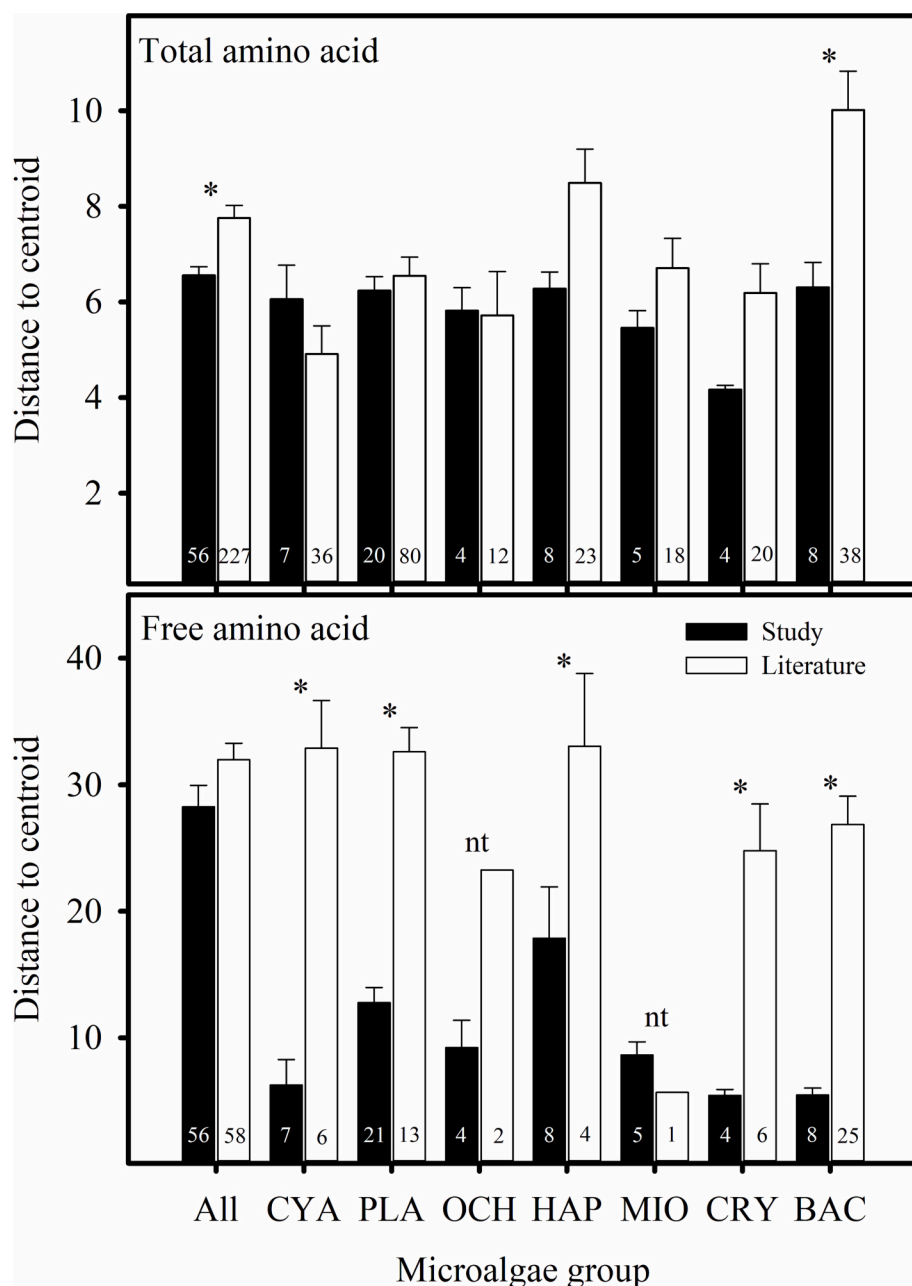 Total amino acid
*
*
10
8
6
4
2
Distance to centroid
56 227 7 36 20 80 4 12 8 23 5 18 4 20 8 38
Free amino acid
Study
Literature
*
*
*
*
*
nt
nt
40
30
20
10
Distance to centroid
56 58 7 6 21 13 4 2 8 4 5 1 4 6 8 25
All CYA PLA OCH HAP MIO CRY BAC
Microalgae group